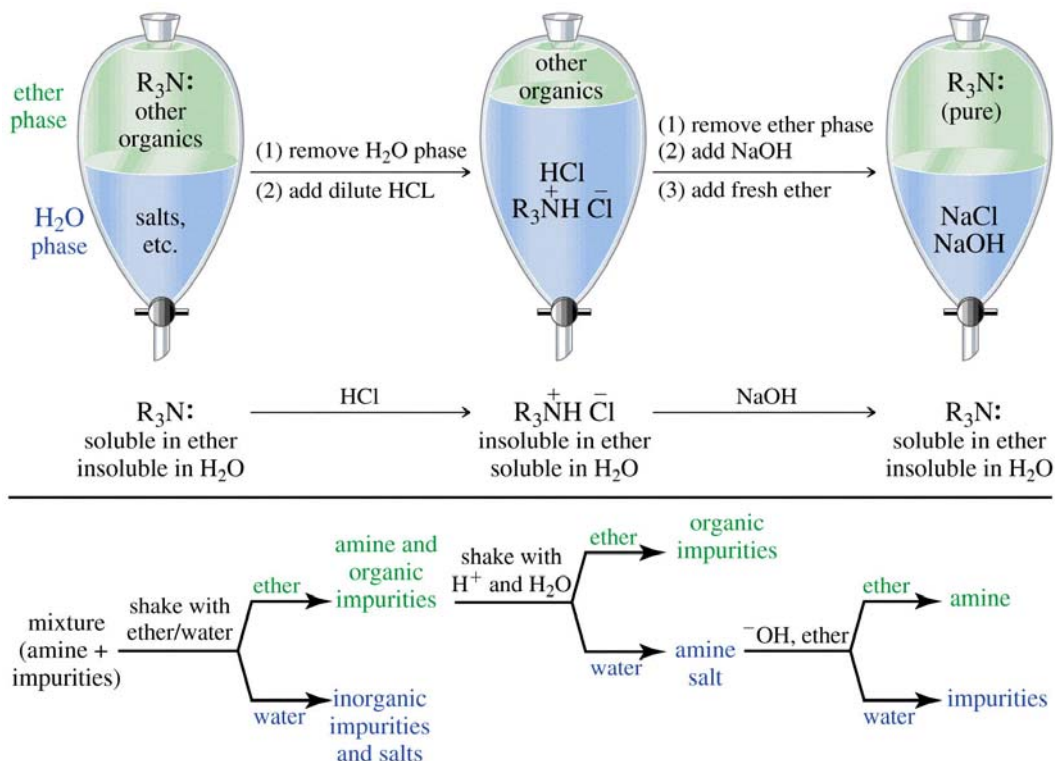 ether
phase
R₃N:
other
organics
H₂O
phase
salts,
etc.
(1) remove H₂O phase
(2) add dilute HCL
other
organics
HCl
R₃N⁺H Cl⁻
(1) remove ether phase
(2) add NaOH
(3) add fresh ether
R₃N:
(pure)
NaCl
NaOH
R₃N:
soluble in ether
insoluble in H₂O
HCl
R₃N⁺H Cl⁻
insoluble in ether
soluble in H₂O
NaOH
R₃N:
soluble in ether
insoluble in H₂O
mixture
(amine +
impurities)
shake with
ether/water
ether
amine and
organic
impurities
water
inorganic
impurities
and salts
shake with
H⁺ and H₂O
ether
organic
impurities
water
amine
salt
⁻OH, ether
ether
amine
water
impurities